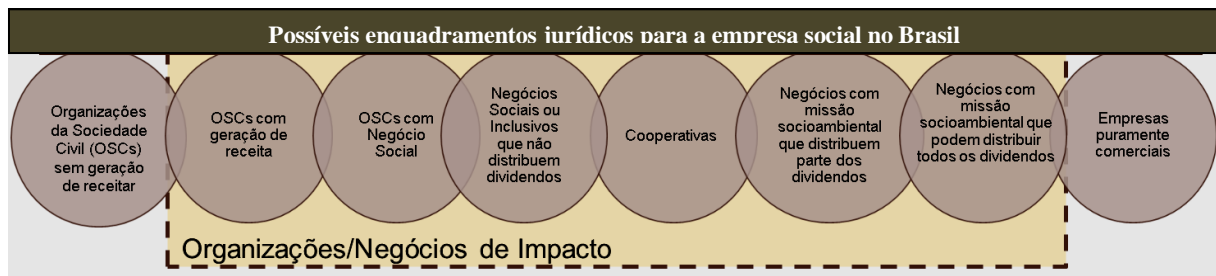 Possíveis enquadramentos jurídicos para a empresa social no Brasil
Organizações
da Sociedade
Civil (OSCs)
sem geração
de receitar
OSCs com
geração de
receita
OSCs com
Negócio
Social
Negócios
Sociais ou
Inclusivos
que não
distribuem
dividendos
Cooperativas
Negócios com
missão
socioambiental
que distribuem
parte dos
dividendos
Negócios com
missão
socioambiental que
podem distribuir
todos os dividendos
Empresas
puramente
comerciais
Organizações/Negócios de Impacto